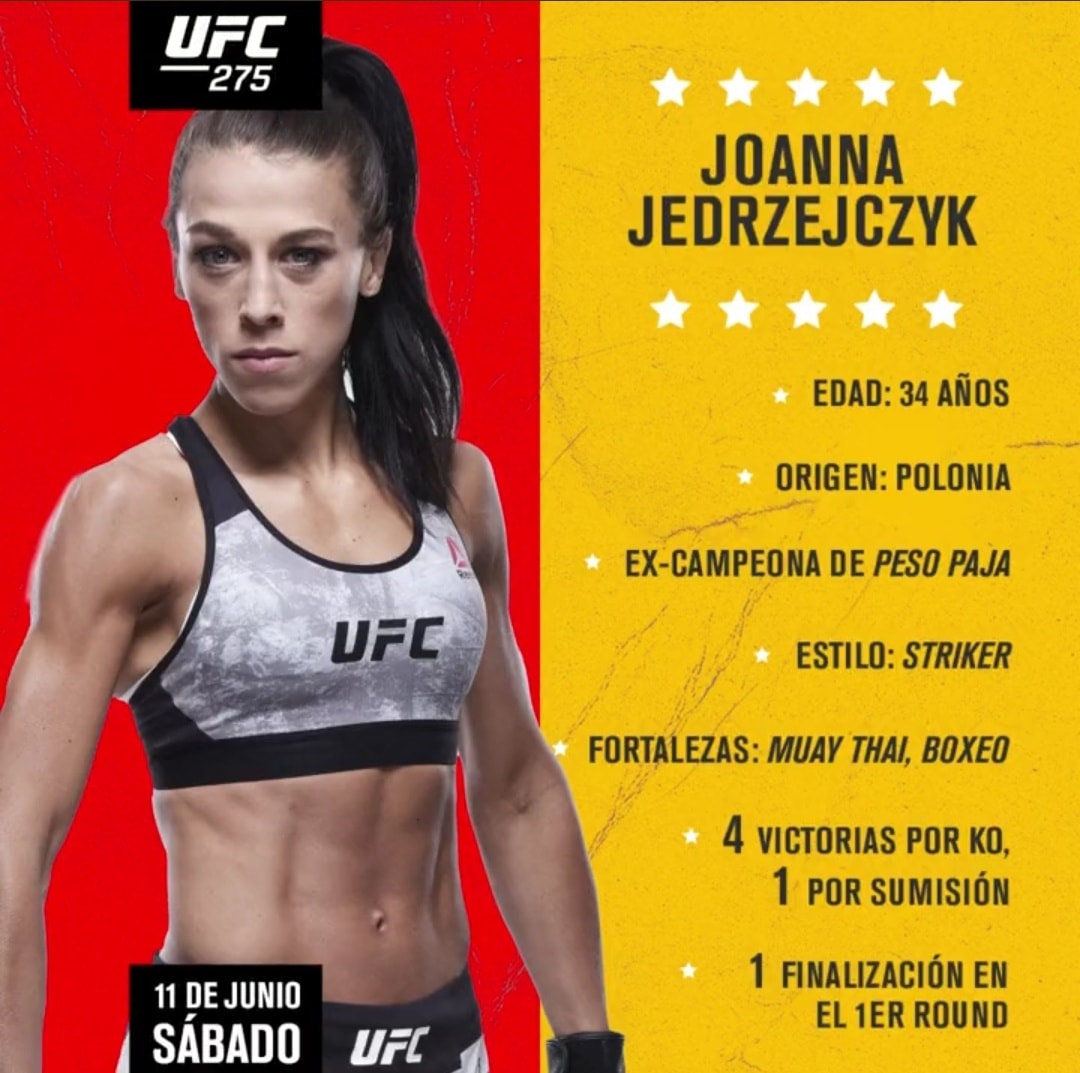 UFC
275
JOANNA
JEDRZEJCZYK
EDAD: 34 AÑOS
ORIGEN: POLONIA
EX-CAMPEONA DE PESO PAJA
ESTILO: STRIKER
FORTALEZAS: MUAY THAI, BOXEO
4 VICTORIAS POR KO,
1 POR SUMISIÓN
1 FINALIZACIÓN EN
EL 1ER ROUND
UFC
11 DE JUNIO
SÁBADO
UFC